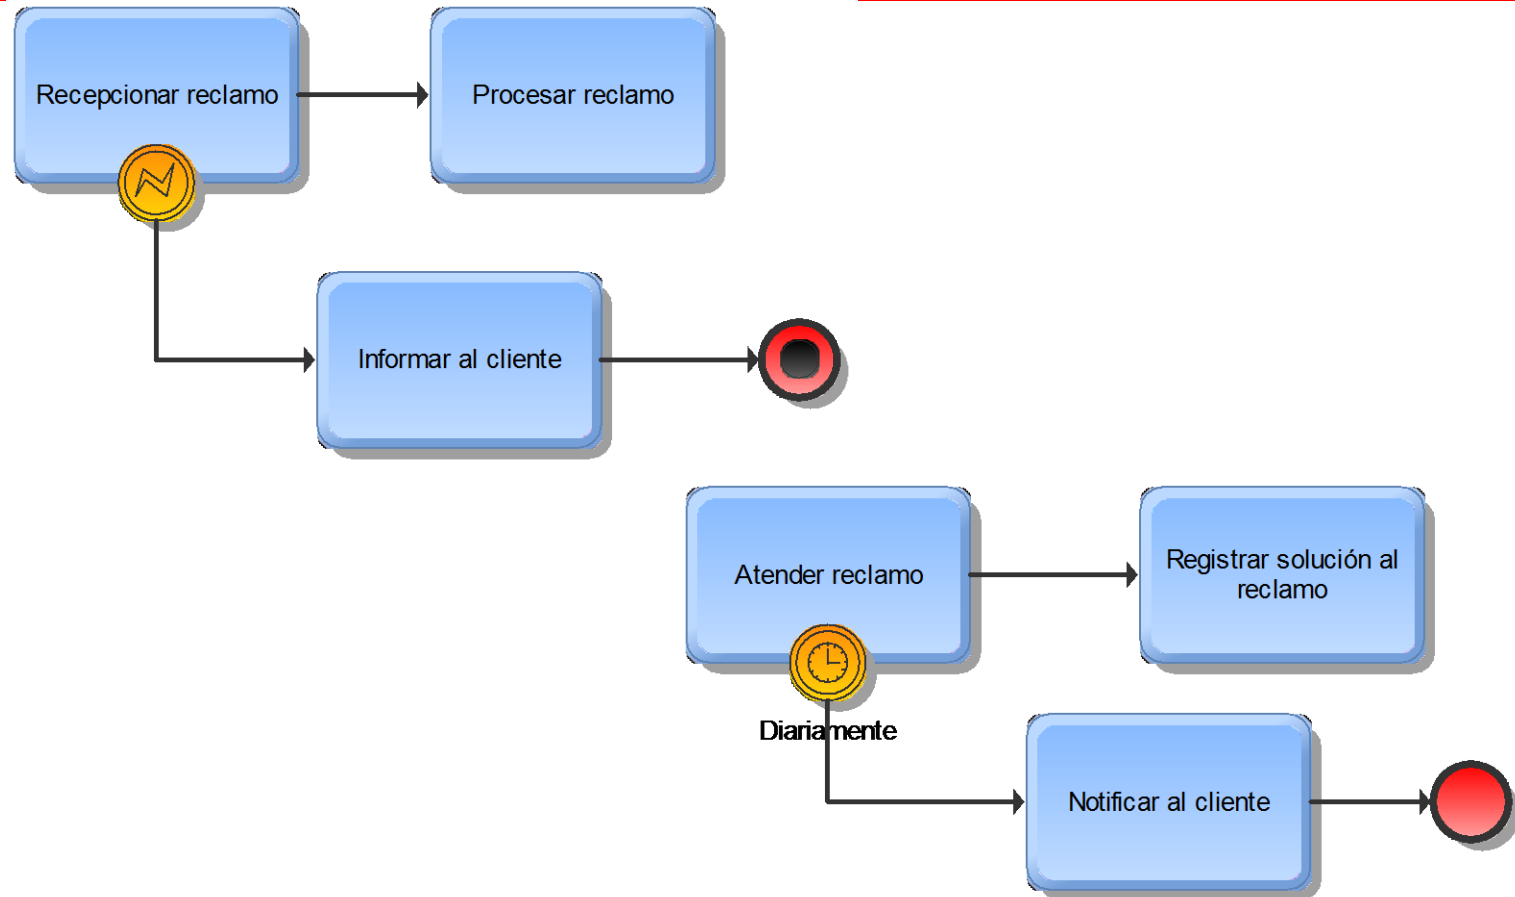 Recepcionar reclamo
Procesar reclamo
Informar al cliente
Atender reclamo
Registrar solución al
reclamo
Diariamente
Notificar al cliente